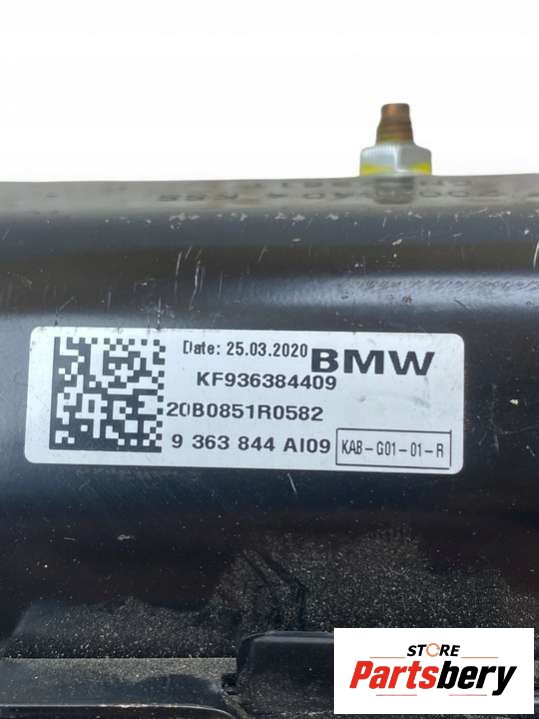 Date: 25.03.2020 BMW
KF936384409
20B0851R0582
9 363 844 AI09 KAB-G01-01-R
STORE
Partsbery